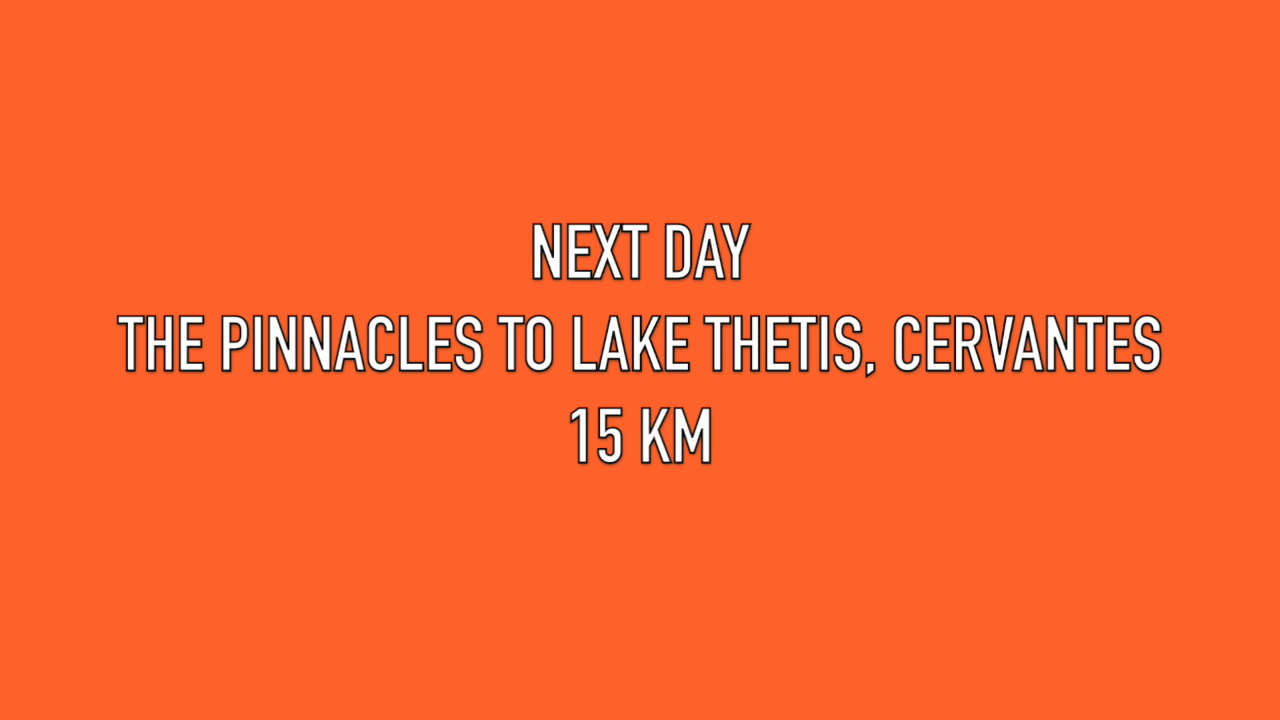 NEXT DAY
THE PINNACLES TO LAKE THETIS, CERVANTES
15 KM